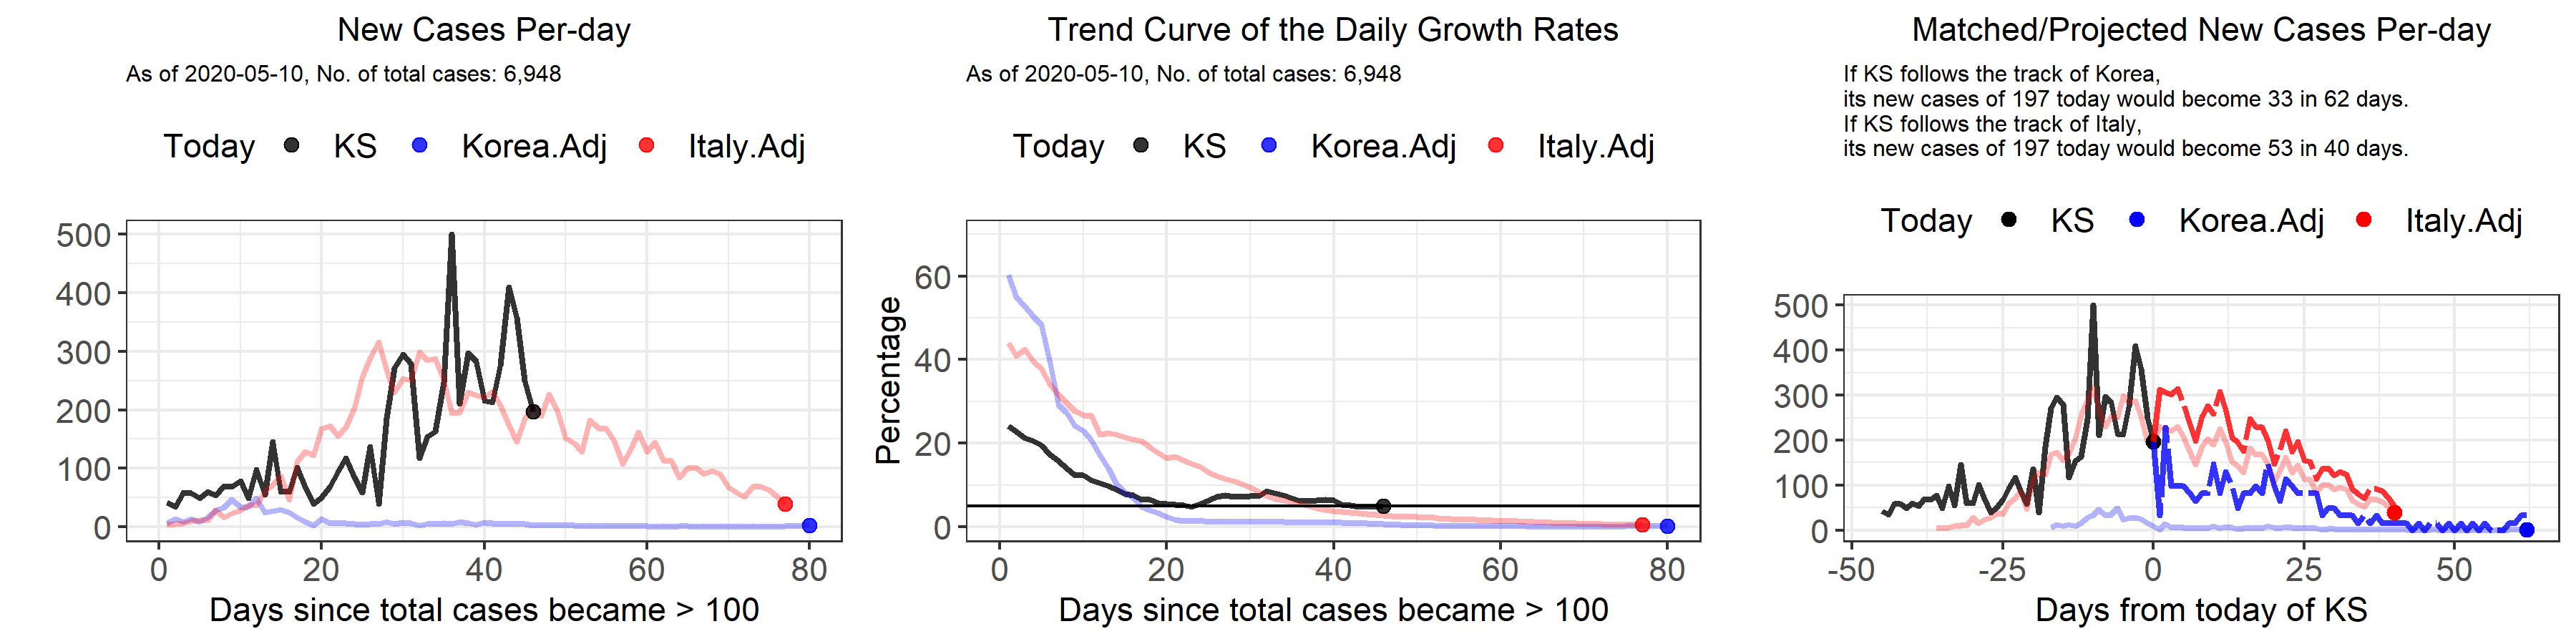 New Cases Per-day
As of 2020-05-10, No. of total cases: 6,948
Today KS Korea.Adj Italy.Adj
500
400
300
200
100
0
0 20 40 60 80
Days since total cases became > 100
Trend Curve of the Daily Growth Rates
As of 2020-05-10, No. of total cases: 6,948
Today KS Korea.Adj Italy.Adj
Percentage
60
40
20
0
0 20 40 60 80
Days since total cases became > 100
Matched/Projected New Cases Per-day
If KS follows the track of Korea,
its new cases of 197 today would become 33 in 62 days.
If KS follows the track of Italy,
its new cases of 197 today would become 53 in 40 days.
Today KS Korea.Adj Italy.Adj
500
400
300
200
100
0
-50 -25 0 25 50
Days from today of KS